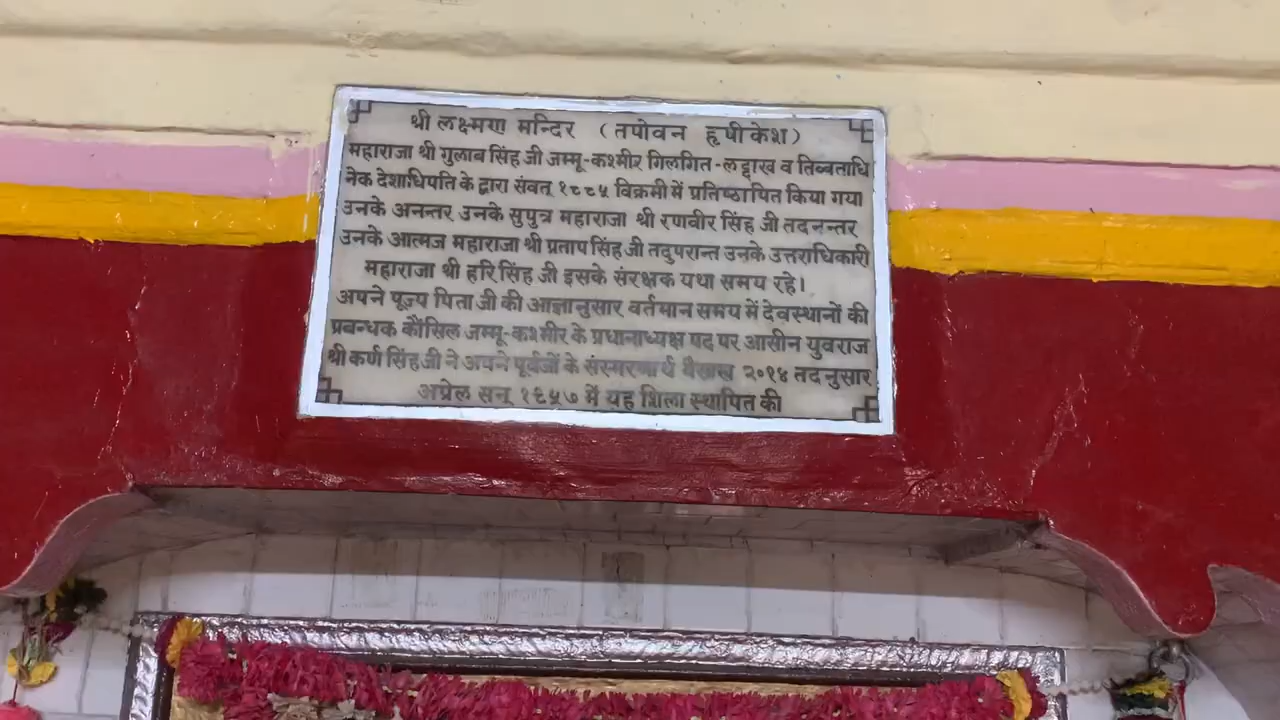 श्री लक्ष्मण मन्दिर (तपोवन हृषीकेश)
महाराजा श्री गुलाब सिंह जी जम्मू-कश्मीर गिलगित-लद्दाख व तिब्बताधि
नेक देशाधिपति के द्वारा संवत् १८८५ विक्रमी में प्रतिष्ठापित किया गया
उनके अनन्तर उनके सुपुत्र महाराजा श्री रणवीर सिंह जी तदनन्तर
उनके आत्मज महाराजा श्री प्रताप सिंह जी तदुपरान्त उनके उत्तराधिकारी
महाराजा श्री हरि सिंह जी इसके संरक्षक यथा समय रहे।
अपने पूज्य पिता जी की आज्ञानुसार वर्तमान समय में देवस्थानों की
प्रबन्धक कौंसिल जम्मू-कश्मीर के प्रधानाध्यक्ष पद पर आसीन युवराज
श्री कर्ण सिंह जी ने अपने पूर्वजों के संस्मरणार्थ वैसाख २०१४ तदनुसार
अप्रेल सन् १९५७ में यह शिला स्थापित की